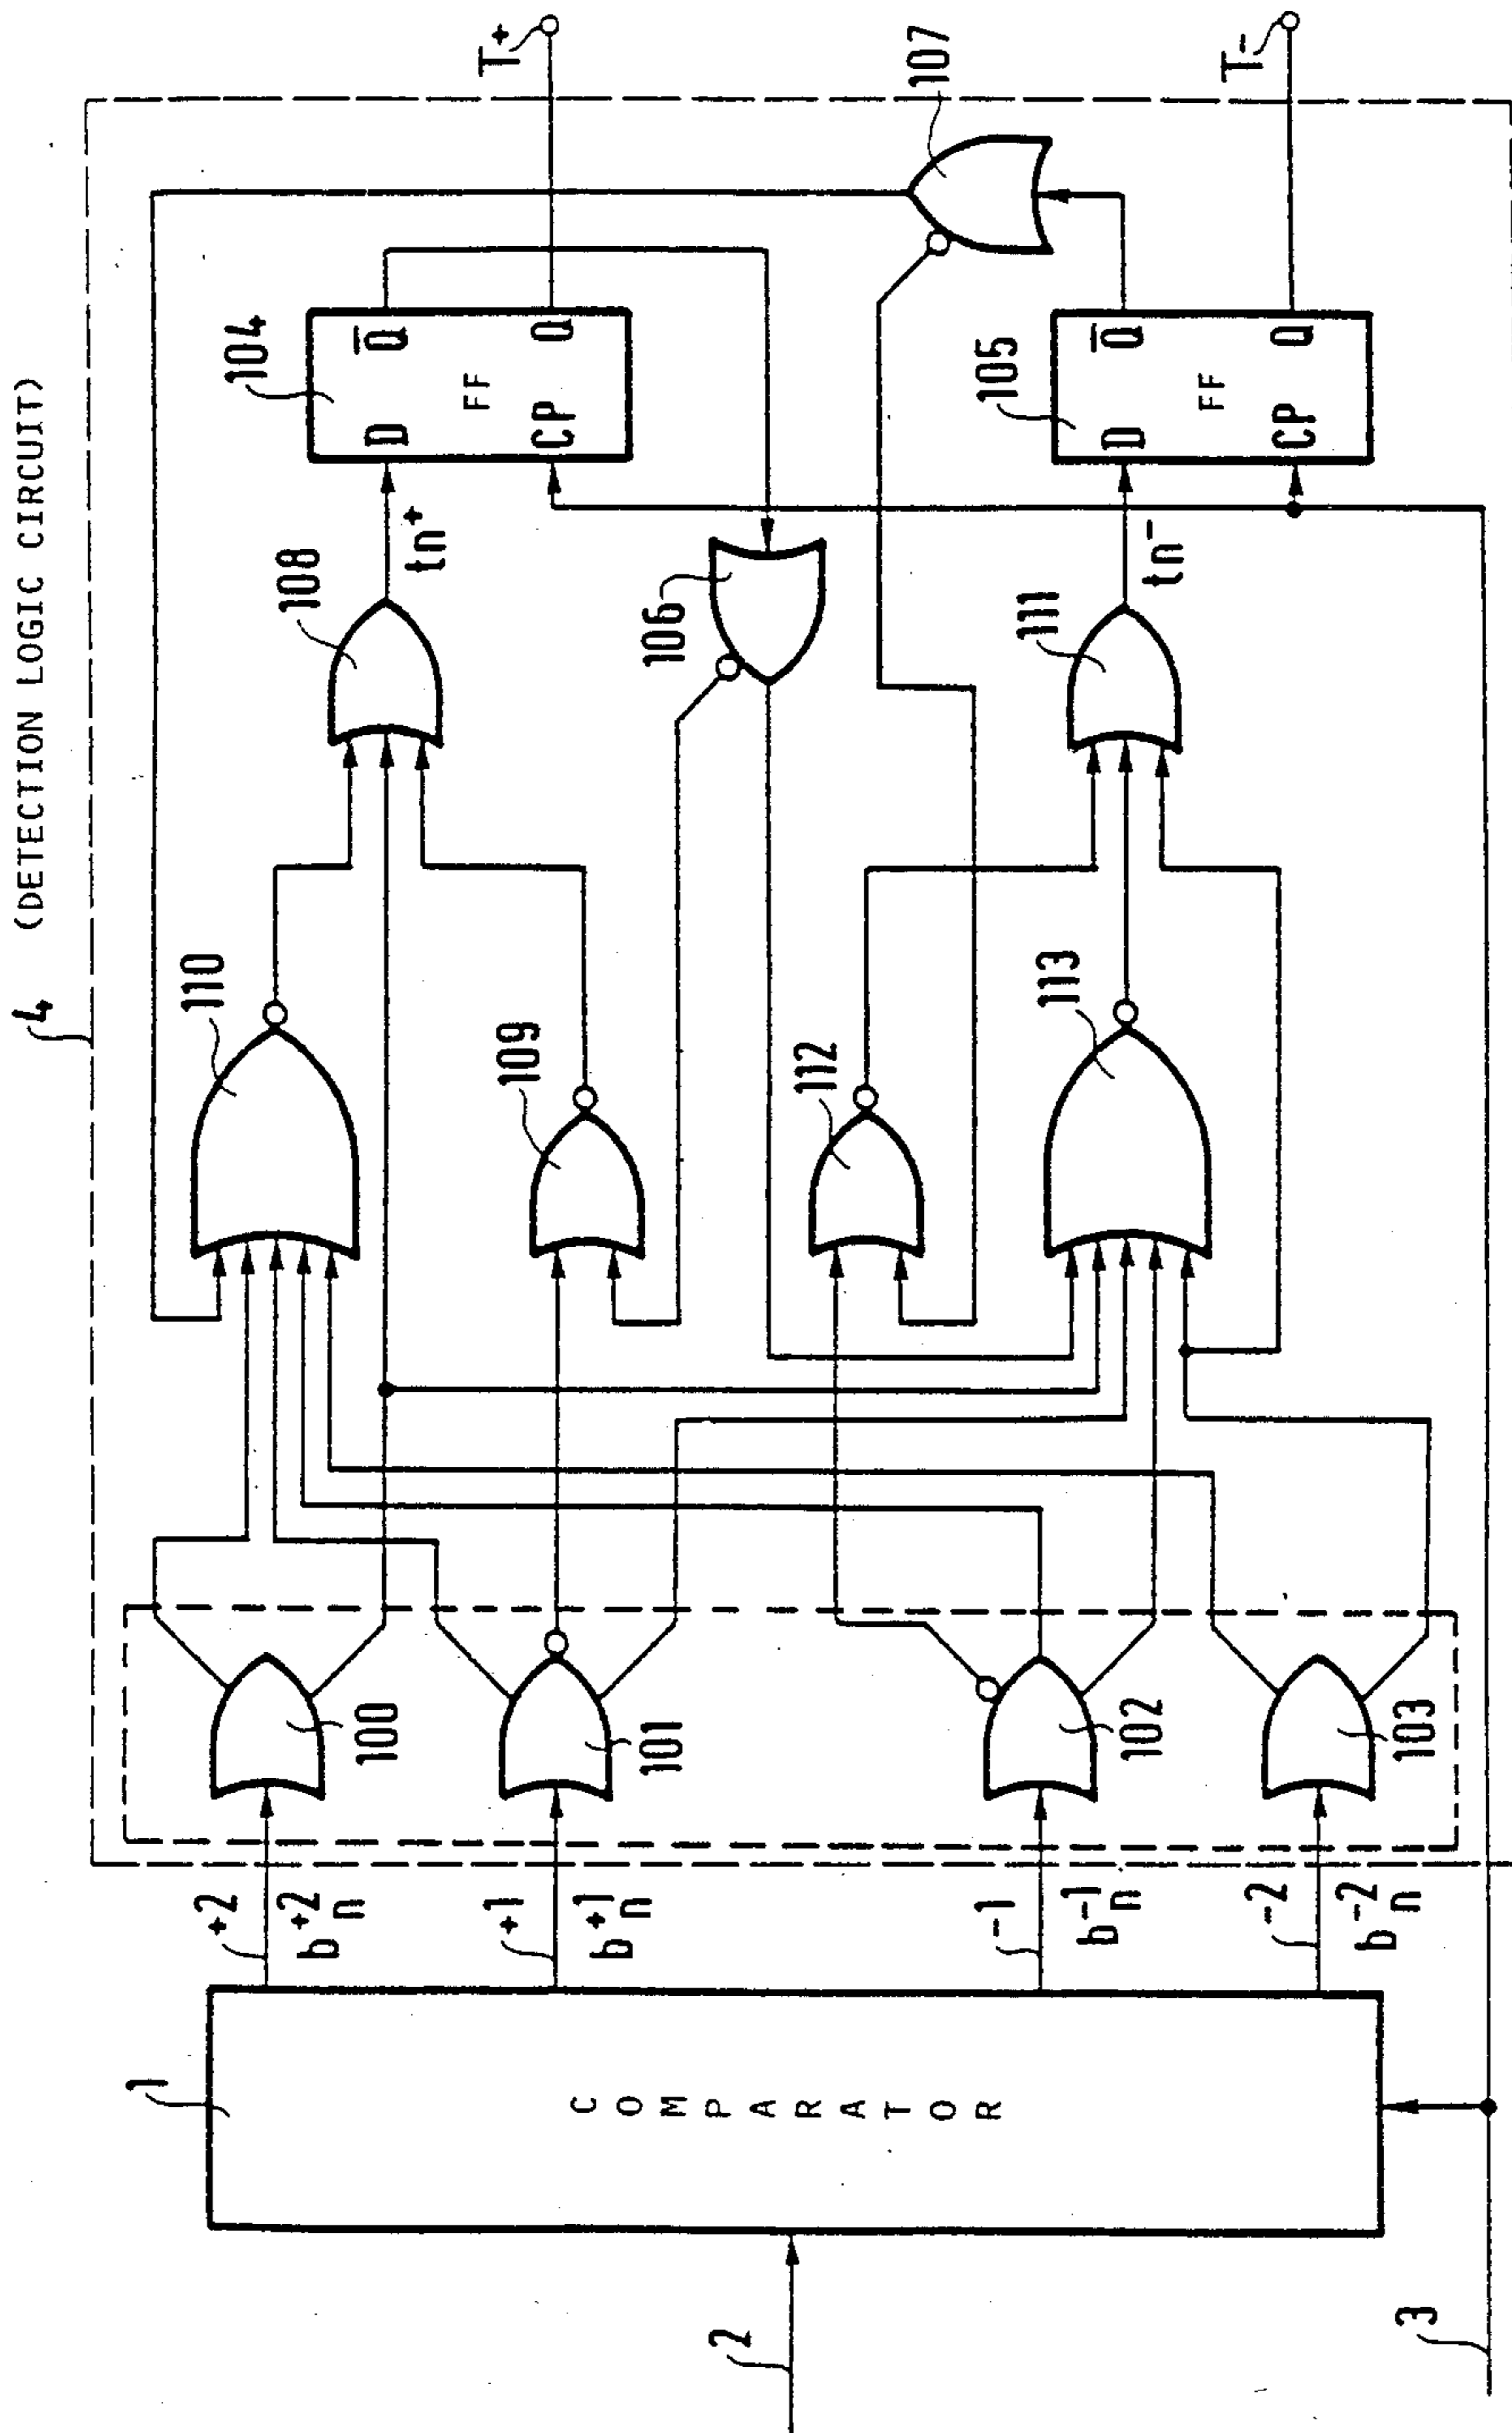 4 (DETECTION LOGIC CIRCUIT)
T+
T-
107
104
D
Q̅
FF
CP
Q
105
D
Q̅
FF
CP
Q
tn⁺
tn⁻
108
106
111
110
109
112
113
100
101
102
103
+2
b⁺²n
+1
b⁺¹n
-1
b⁻¹n
-2
b⁻²n
1
COMPARATOR
2
3